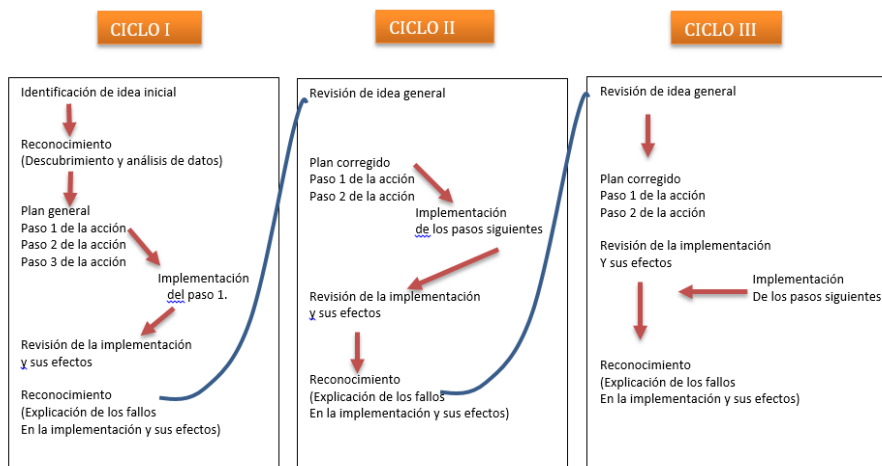 CICLO I
Identificación de idea inicial
Reconocimiento
(Descubrimiento y análisis de datos)
Plan general
Paso 1 de la acción
Paso 2 de la acción
Paso 3 de la acción
Implementación
del paso 1.
Revisión de la implementación
y sus efectos
Reconocimiento
(Explicación de los fallos
En la implementación y sus efectos)
CICLO II
Revisión de idea general
Plan corregido
Paso 1 de la acción
Paso 2 de la acción
Implementación
de los pasos siguientes
Revisión de la implementación
y sus efectos
Reconocimiento
(Explicación de los fallos
En la implementación y sus efectos)
CICLO III
Revisión de idea general
Plan corregido
Paso 1 de la acción
Paso 2 de la acción
Revisión de la implementación
Y sus efectos
Implementación
De los pasos siguientes
Reconocimiento
(Explicación de los fallos
En la implementación y sus efectos)